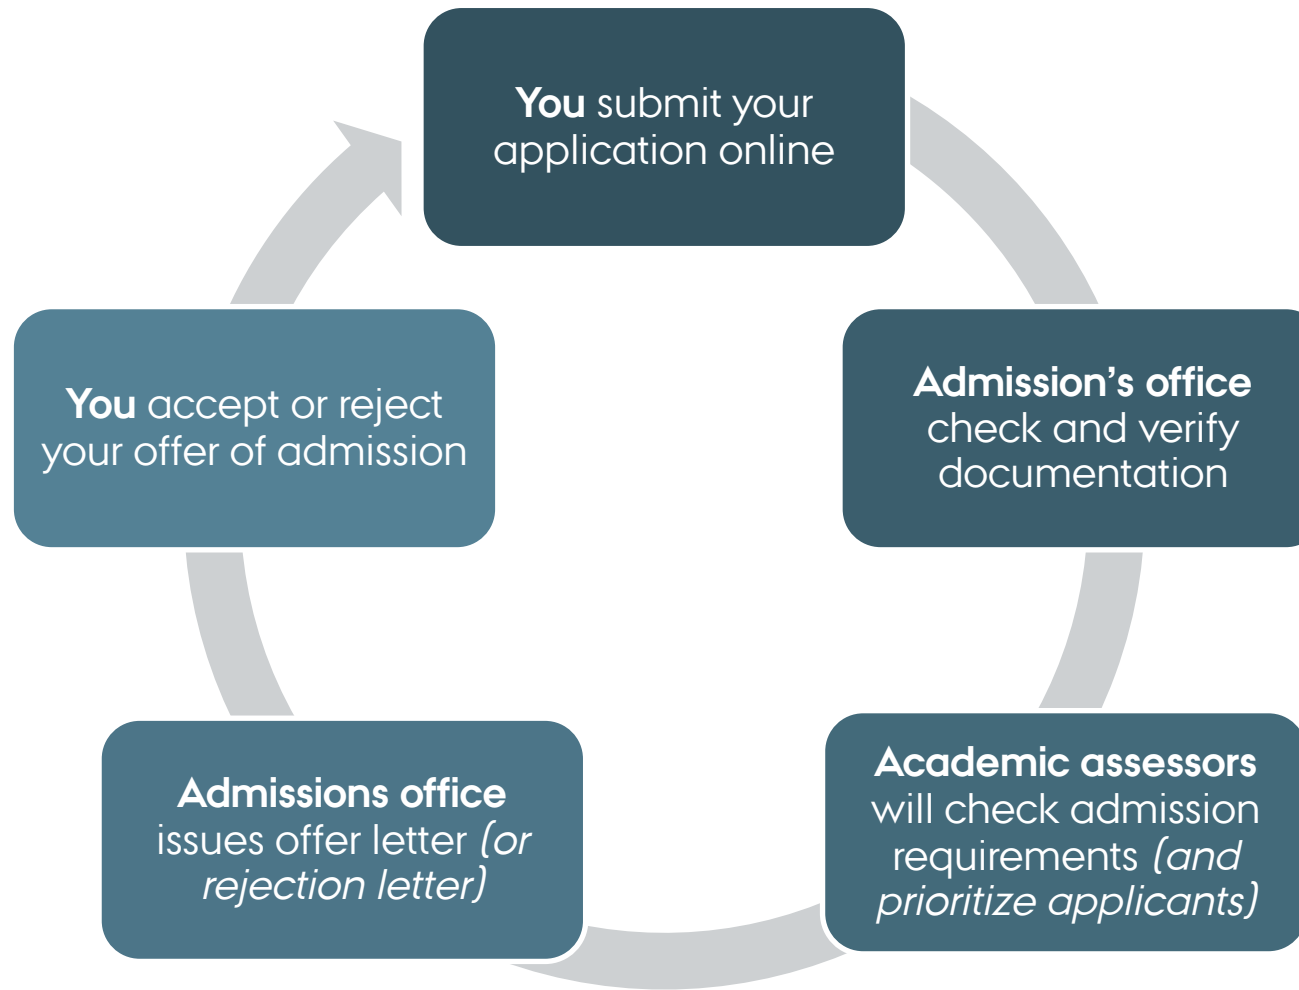 You submit your
application online
Admission’s office
check and verify
documentation
Academic assessors
will check admission
requirements (and
prioritize applicants)
Admissions office
issues offer letter (or
rejection letter)
You accept or reject
your offer of admission